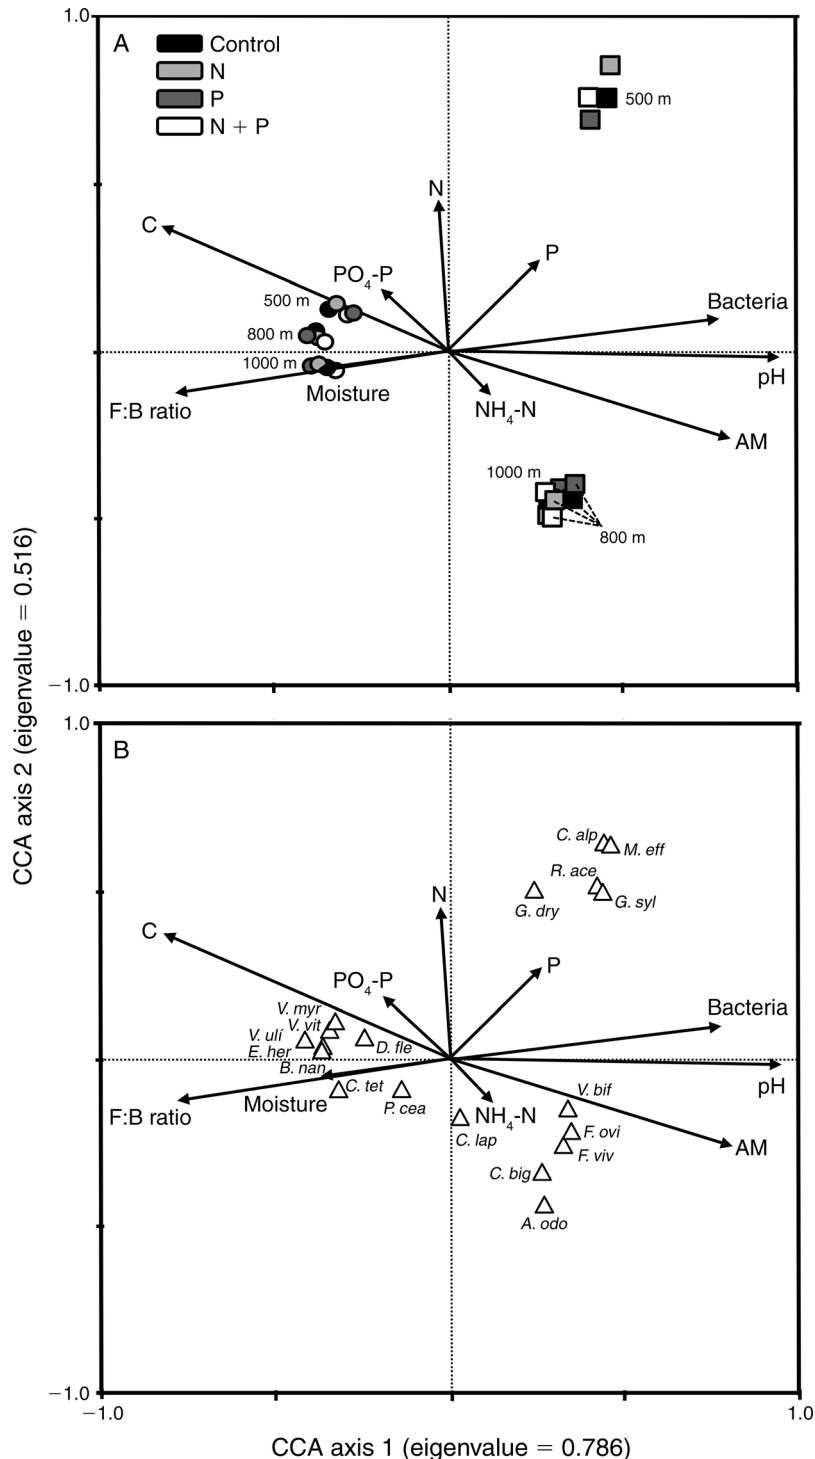 1.0
A
Control
N
P
N + P
500 m
N
C
P
PO4-P
500 m
Bacteria
800 m
1000 m
Moisture
pH
F:B ratio
NH4-N
AM
1000 m
800 m
−1.0
CCA axis 2 (eigenvalue = 0.516)
1.0
B
C. alp
M. eff
R. ace
G. syl
N
G. dry
C
P
PO4-P
V. myr
Bacteria
V. vit
V. uli
D. fle
E. her
B. nan
C. tet
pH
V. bif
F:B ratio
Moisture
P. cea
NH4-N
F. ovi
C. lap
AM
F. viv
C. big
A. odo
−1.0
−1.0
1.0
CCA axis 1 (eigenvalue = 0.786)